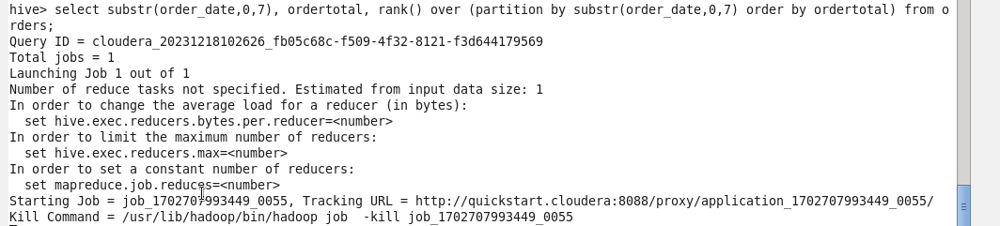 hive> select substr(order_date,0,7), ordertotal, rank() over (partition by substr(order_date,0,7) order by ordertotal) from o
rders;
Query ID = cloudera_20231218102626_fb05c68c-f509-4f32-8121-f3d644179569
Total jobs = 1
Launching Job 1 out of 1
Number of reduce tasks not specified. Estimated from input data size: 1
In order to change the average load for a reducer (in bytes):
  set hive.exec.reducers.bytes.per.reducer=<number>
In order to limit the maximum number of reducers:
  set hive.exec.reducers.max=<number>
In order to set a constant number of reducers:
  set mapreduce.job.reduces=<number>
Starting Job = job_1702707993449_0055, Tracking URL = http://quickstart.cloudera:8088/proxy/application_1702707993449_0055/
Kill Command = /usr/lib/hadoop/bin/hadoop job  -kill job_1702707993449_0055